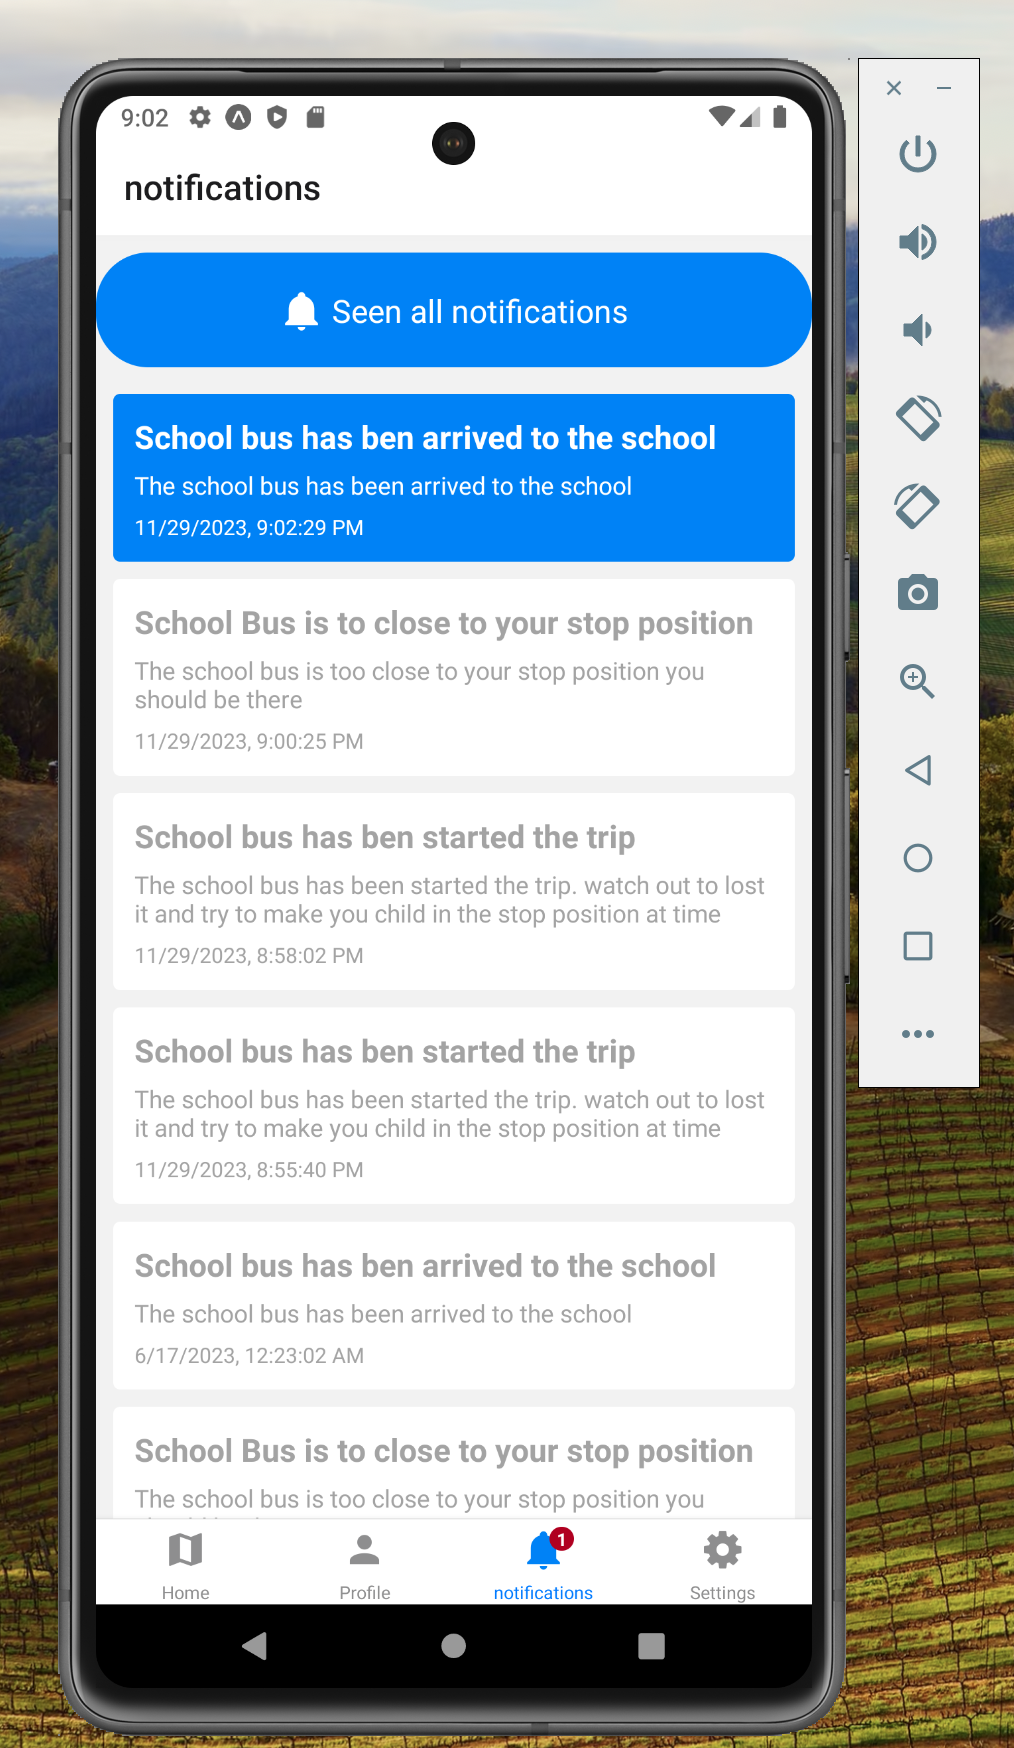 9:02
notifications
Seen all notifications
School bus has ben arrived to the school
The school bus has been arrived to the school
11/29/2023, 9:02:29 PM
School Bus is to close to your stop position
The school bus is too close to your stop position you
should be there
11/29/2023, 9:00:25 PM
School bus has ben started the trip
The school bus has been started the trip. watch out to lost
it and try to make you child in the stop position at time
11/29/2023, 8:58:02 PM
School bus has ben started the trip
The school bus has been started the trip. watch out to lost
it and try to make you child in the stop position at time
11/29/2023, 8:55:40 PM
School bus has ben arrived to the school
The school bus has been arrived to the school
6/17/2023, 12:23:02 AM
School Bus is to close to your stop position
The school bus is too close to your stop position you
1
Home Profile notifications Settings